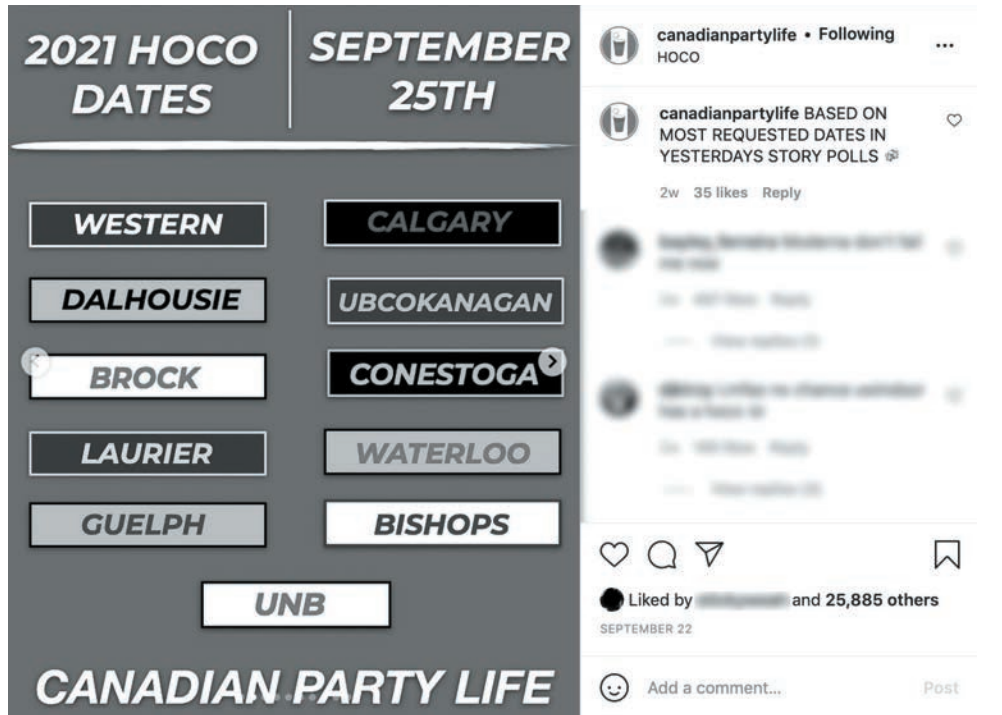 2021 HOCO
DATES
SEPTEMBER
25TH
WESTERN
CALGARY
DALHOUSIE
UBCOKANAGAN
BROCK
CONESTOGA
LAURIER
WATERLOO
GUELPH
BISHOPS
UNB
CANADIAN PARTY LIFE
canadianpartylife • Following
HOCO
canadianpartylife BASED ON
MOST REQUESTED DATES IN
YESTERDAYS STORY POLLS
2w 35 likes Reply
Liked by and 25,885 others
SEPTEMBER 22
Add a comment... Post